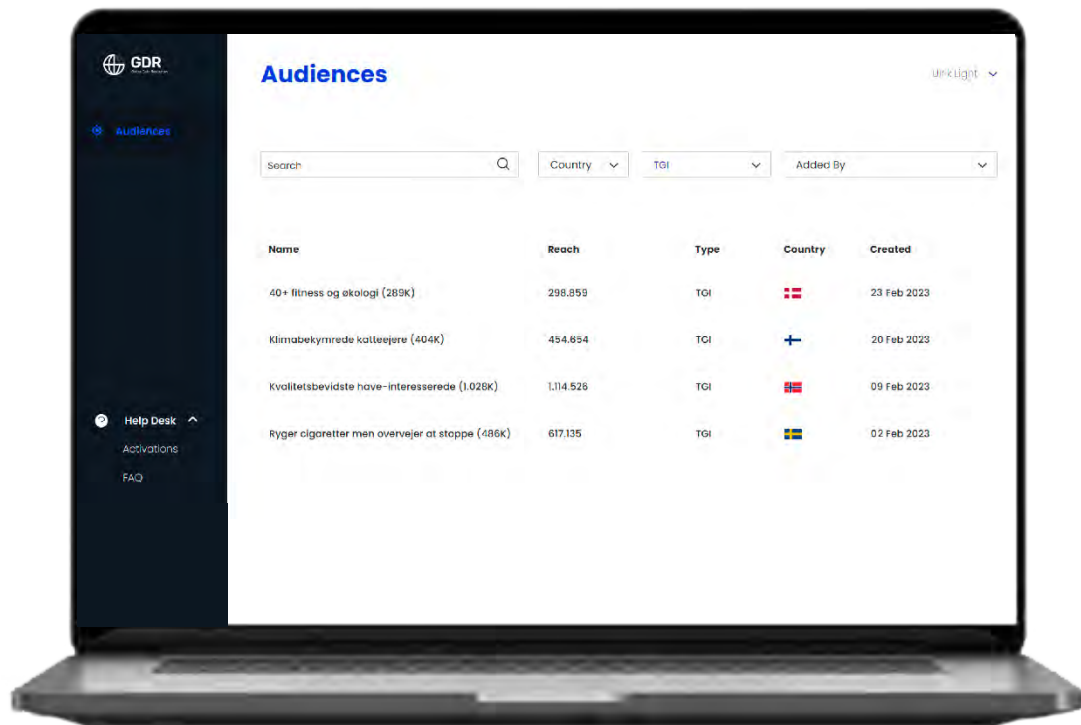 GDR
Audiences
Audiences
Search
Country
TGI
Added By
Name Reach Type Country Created
40+ fitness og økologi (289K) 298.859 TGI 23 Feb 2023
Klimabekymrede katteejere (404K) 454.654 TGI 20 Feb 2023
Kvalitetsbevidste have-interesserede (1.028K) 1.114.526 TGI 09 Feb 2023
Ryger cigaretter men overvejer at stoppe (486K) 617.135 TGI 02 Feb 2023
Help Desk
Activations
FAQ